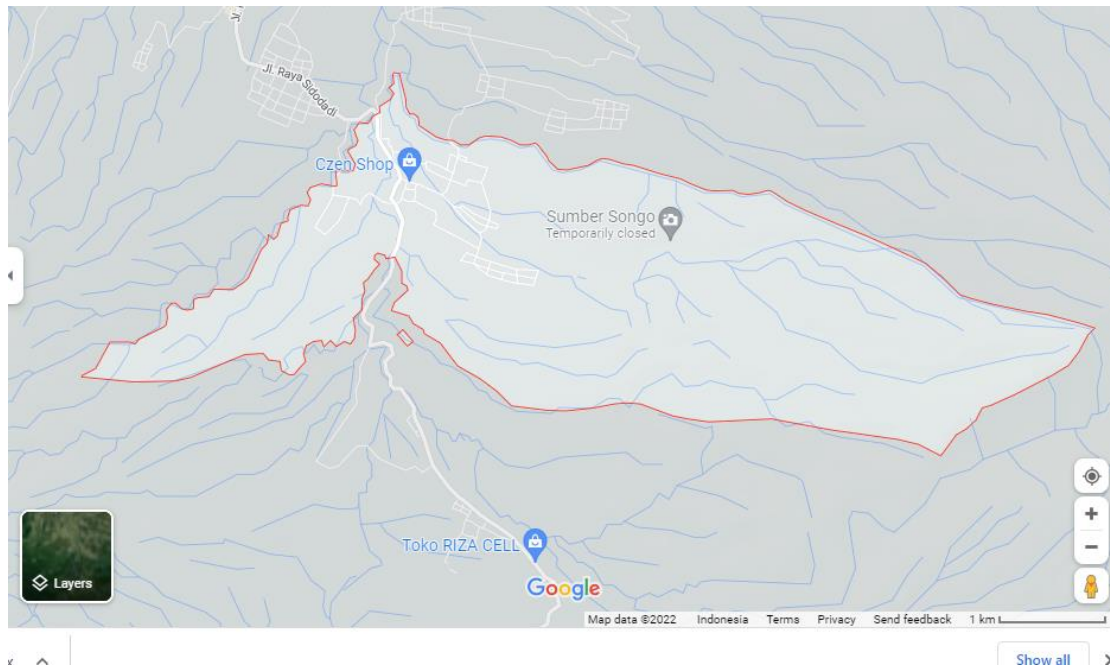 Jl. Raya Sidodadi
Czen Shop
Sumber Songo
Temporarily closed
Toko RIZA CELL
Layers
Google
Map data ©2022 Indonesia Terms Privacy Send feedback 1 km
Show all